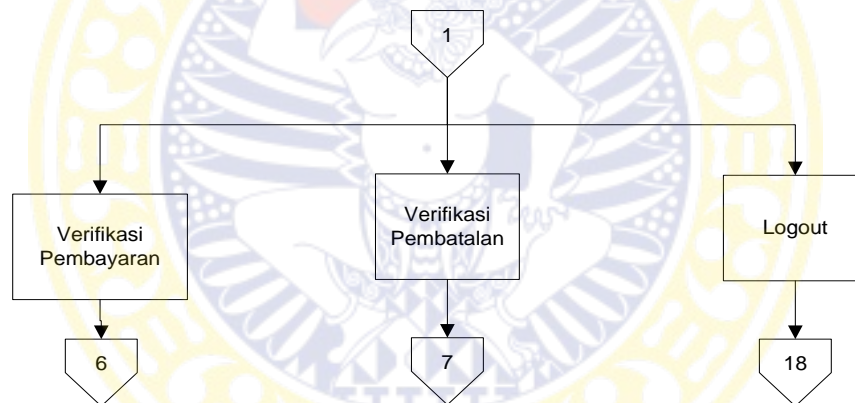 1
Verifikasi
Pembayaran
Verifikasi
Pembatalan
Logout
6
7
18